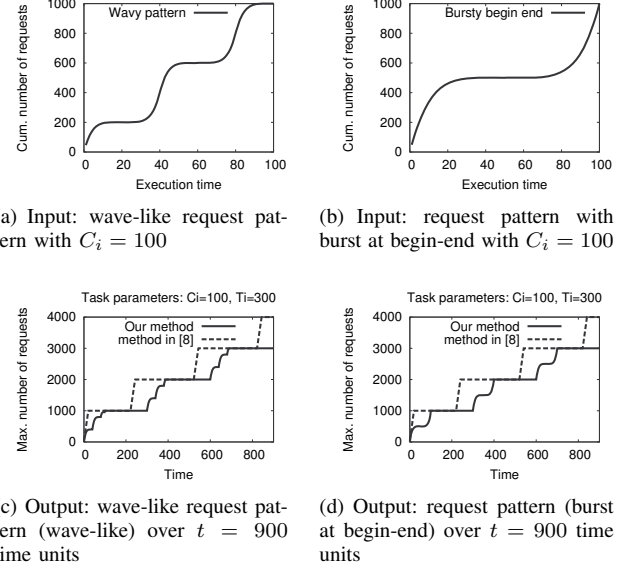 Cum. number of requests
1000
800
600
400
200
0
Wavy pattern
0 20 40 60 80 100
Execution time
Cum. number of requests
1000
800
600
400
200
0
Bursty begin end
0 20 40 60 80 100
Execution time
a) Input: wave-like request pat-
ern with C_i = 100
(b) Input: request pattern with
burst at begin-end with C_i = 100
Task parameters: Ci=100, Ti=300
Max. number of requests
4000
3000
2000
1000
0
Our method
method in [8]
0 200 400 600 800
Time
Task parameters: Ci=100, Ti=300
Max. number of requests
4000
3000
2000
1000
0
Our method
method in [8]
0 200 400 600 800
Time
c) Output: wave-like request pat-
ern (wave-like) over t = 900
ime units
(d) Output: request pattern (burst
at begin-end) over t = 900 time
units